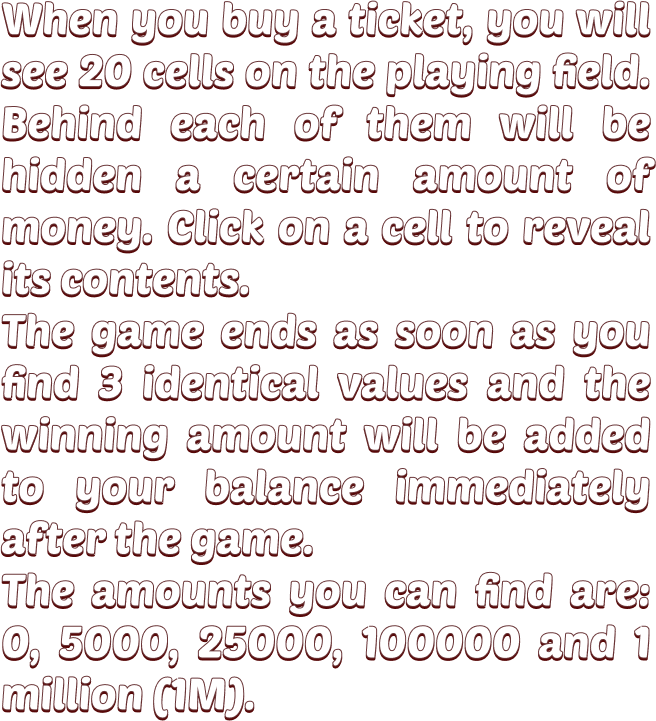 When you buy a ticket, you will
see 20 cells on the playing field.
Behind each of them will be
hidden a certain amount of
money. Click on a cell to reveal
its contents.
The game ends as soon as you
find 3 identical values and the
winning amount will be added
to your balance immediately
after the game.
The amounts you can find are:
0, 5000, 25000, 100000 and 1
million (1M).